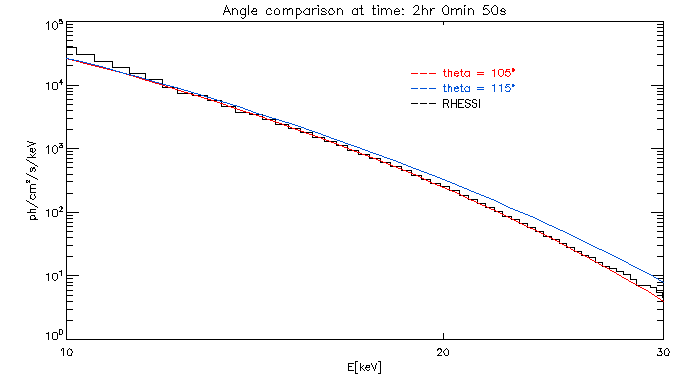 Angle comparison at time: 2hr 0min 50s
10⁵
theta = 105°
10⁴
theta = 115°
RHESSI
10³
ph/cm²/s/keV
10²
10¹
10⁰
10 20 30
E[keV]